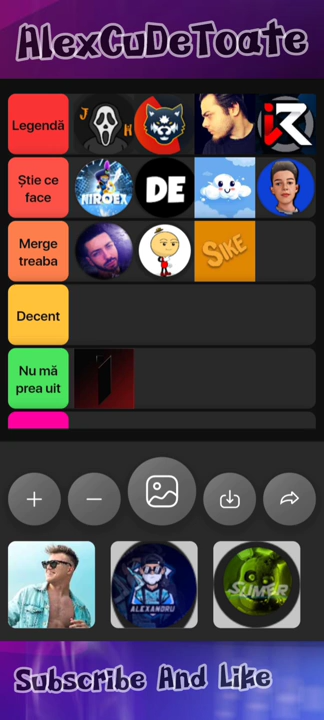 AlexCuDeToate
Legendă
J K
R
Știe ce
face
NIROEX
DE
Merge
treaba
SIKE
Decent
Nu mă
prea uit
ALEXANDRU
SLIMER
Subscribe And Like